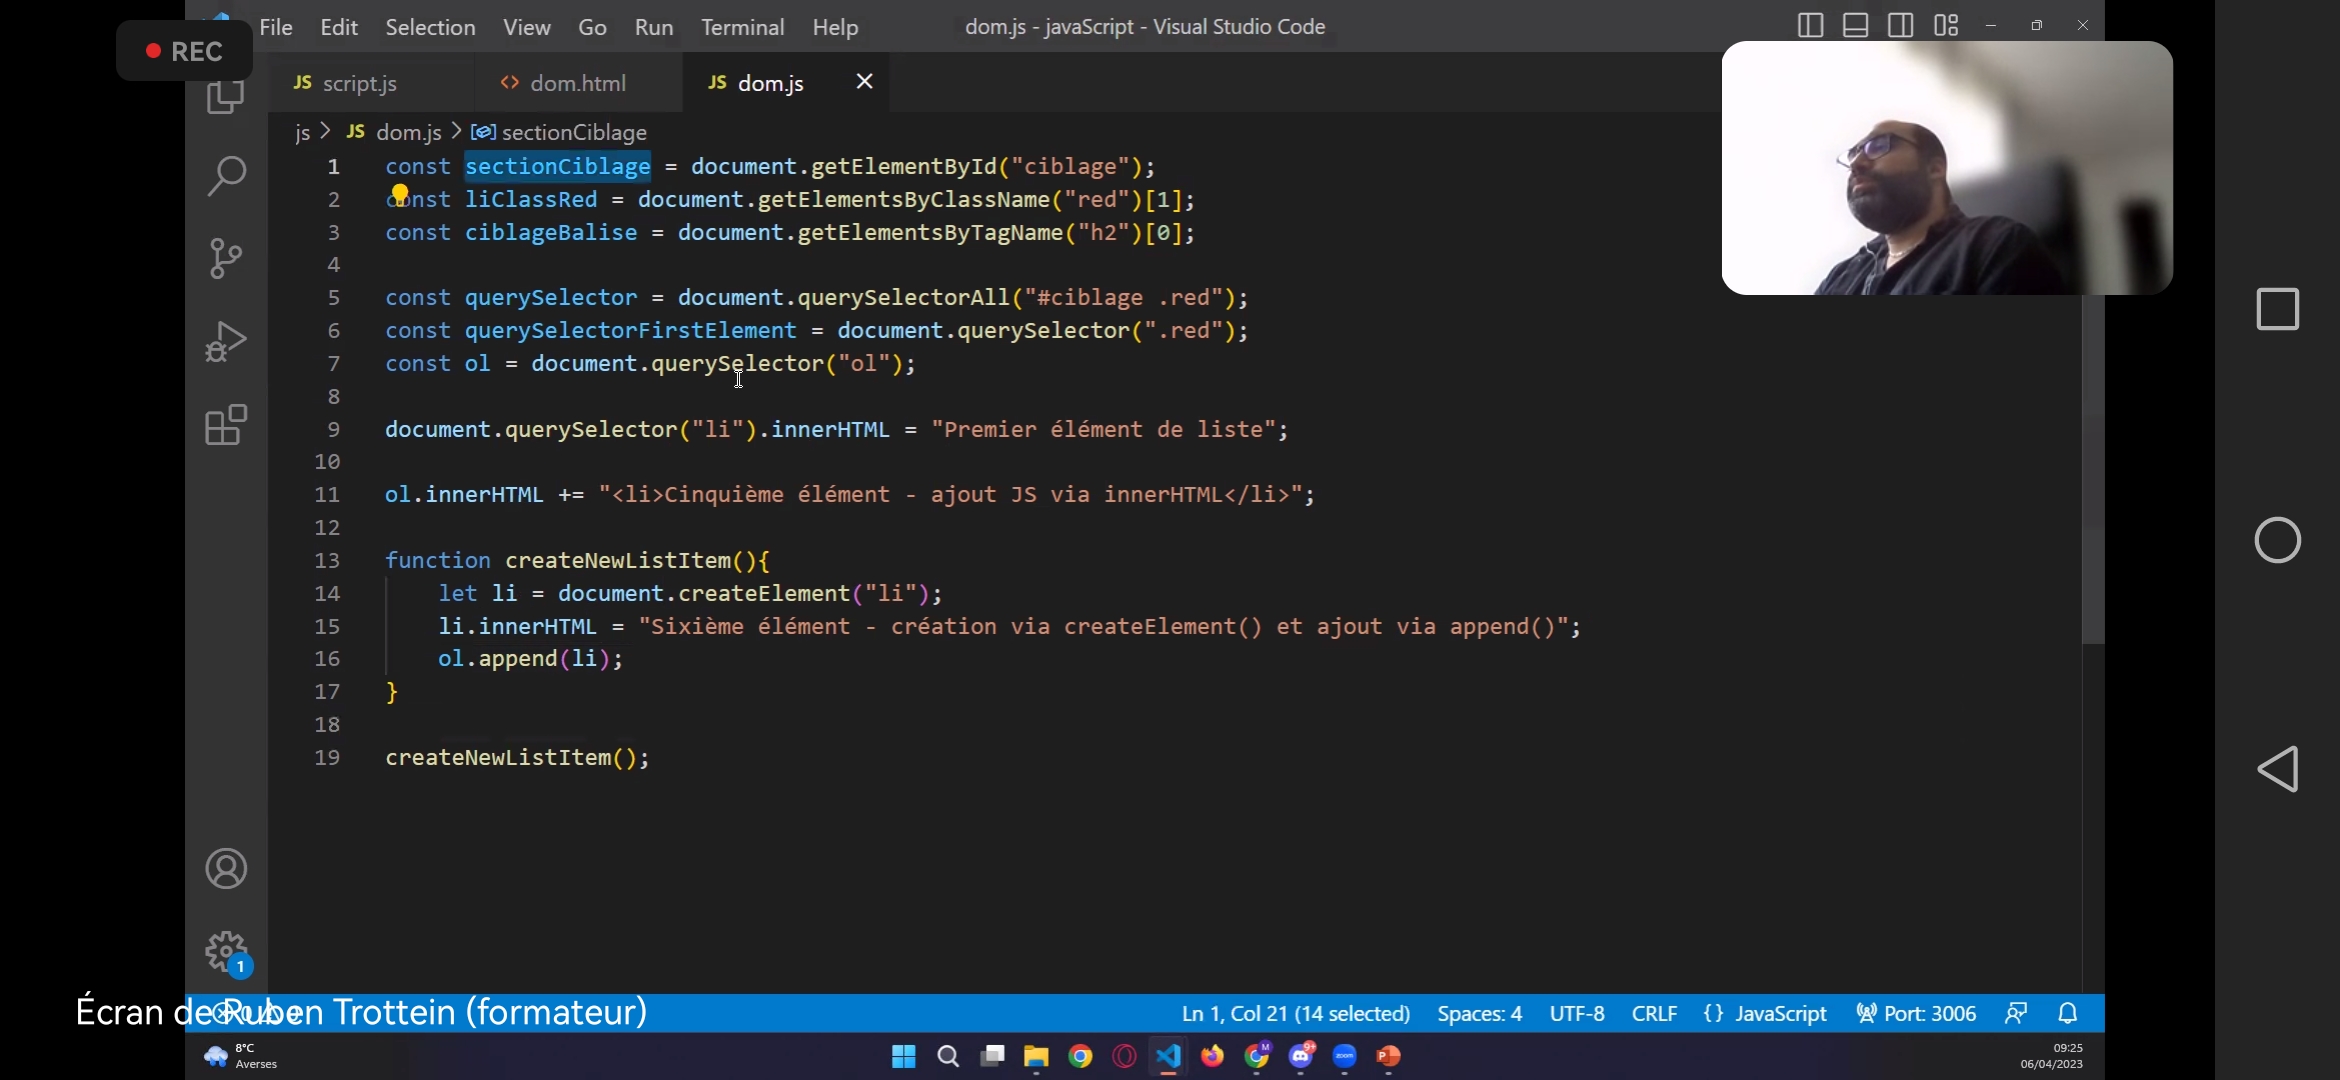 REC
File Edit Selection View Go Run Terminal Help
dom.js - javaScript - Visual Studio Code
JS script.js
<> dom.html
JS dom.js
js > JS dom.js > sectionCiblage
1 const sectionCiblage = document.getElementById("ciblage");
2 const liClassRed = document.getElementsByClassName("red")[1];
3 const ciblageBalise = document.getElementsByTagName("h2")[0];
4
5 const querySelector = document.querySelectorAll("#ciblage .red");
6 const querySelectorFirstElement = document.querySelector(".red");
7 const ol = document.querySelector("ol");
8
9 document.querySelector("li").innerHTML = "Premier élément de liste";
10
11 ol.innerHTML += "<li>Cinquième élément - ajout JS via innerHTML</li>";
12
13 function createNewListItem(){
14 let li = document.createElement("li");
15 li.innerHTML = "Sixième élément - création via createElement() et ajout via append()";
16 ol.append(li);
17 }
18
19 createNewListItem();
1
Écran de Ruben Trottein (formateur)
Ln 1, Col 21 (14 selected) Spaces: 4 UTF-8 CRLF {} JavaScript Port: 3006
8°C
Averses
M
9+
zoom
P
09:25
06/04/2023